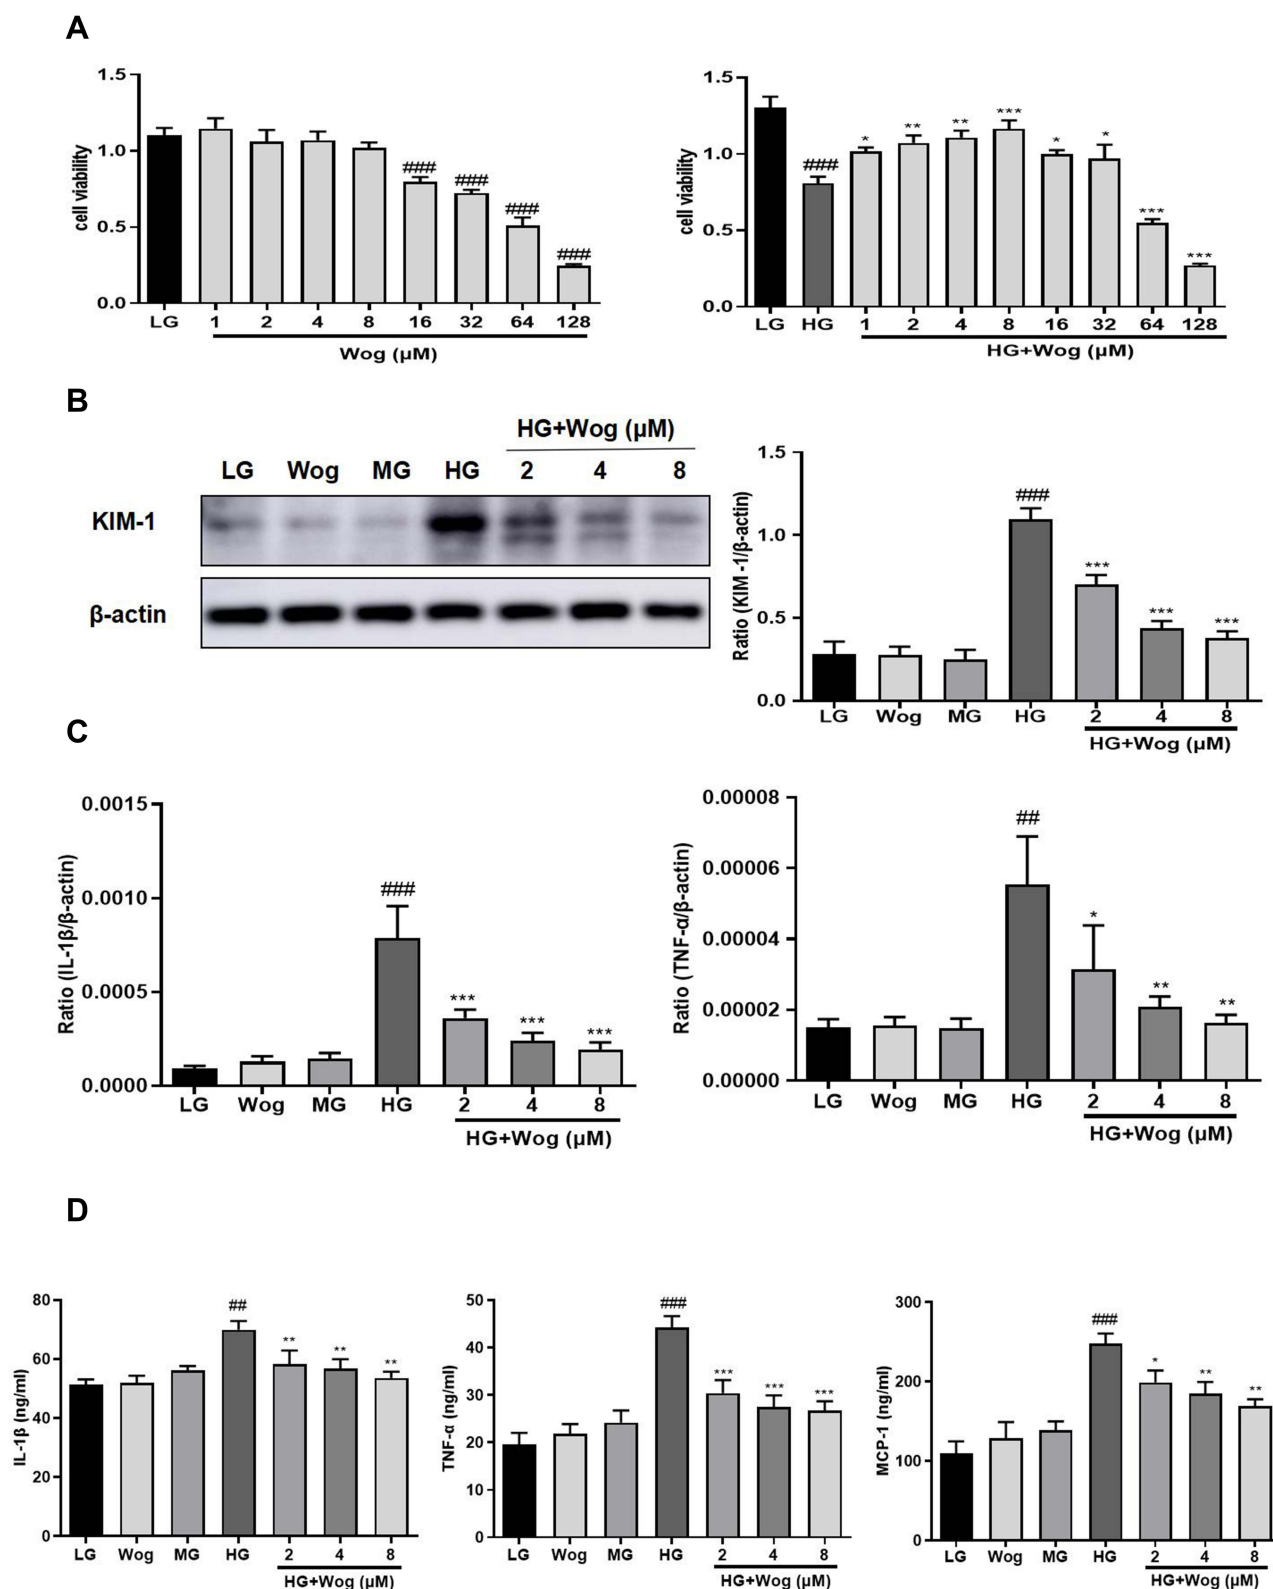 A
cell viability
1.5
1.0
0.5
0.0
### ### ### ###
LG 1 2 4 8 16 32 64 128
Wog (μM)
cell viability
1.5
1.0
0.5
0.0
### * ** ** *** * * *** ***
LG HG 1 2 4 8 16 32 64 128
HG+Wog (μM)
B
HG+Wog (μM)
LG Wog MG HG 2 4 8
KIM-1
β-actin
Ratio (KIM -1/β-actin)
1.5
1.0
0.5
0.0
### *** *** ***
LG Wog MG HG 2 4 8
HG+Wog (μM)
C
Ratio (IL-1β/β-actin)
0.0015
0.0010
0.0005
0.0000
### *** *** ***
LG Wog MG HG 2 4 8
HG+Wog (μM)
Ratio (TNF-α/β-actin)
0.00008
0.00006
0.00004
0.00002
0.00000
## * ** **
LG Wog MG HG 2 4 8
HG+Wog (μM)
D
IL-1β (ng/ml)
80
60
40
20
0
## ** ** **
LG Wog MG HG 2 4 8
HG+Wog (μM)
TNF-α (ng/ml)
50
40
30
20
10
0
### *** *** ***
LG Wog MG HG 2 4 8
HG+Wog (μM)
MCP-1 (ng/ml)
300
200
100
0
### * ** **
LG Wog MG HG 2 4 8
HG+Wog (μM)